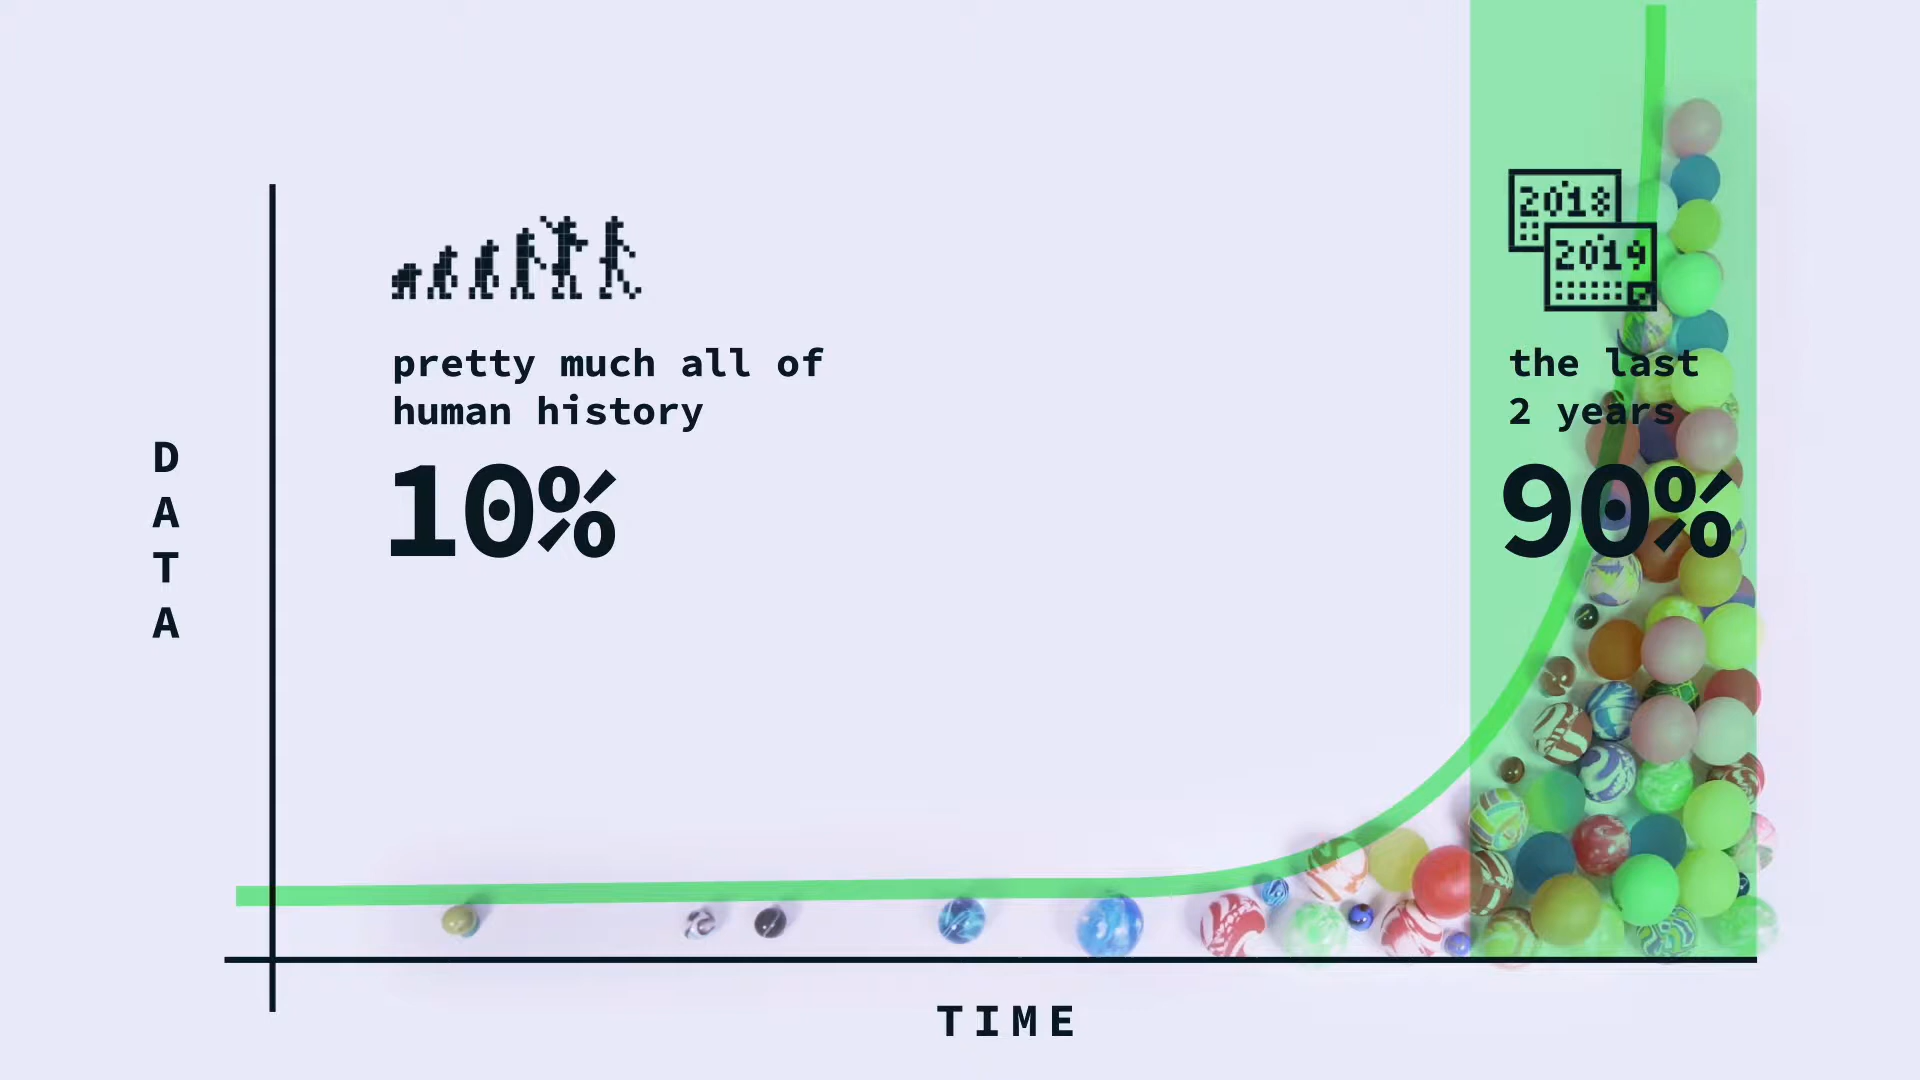 2018
2019
pretty much all of
human history
10%
the last
2 years
90%
DATA
TIME